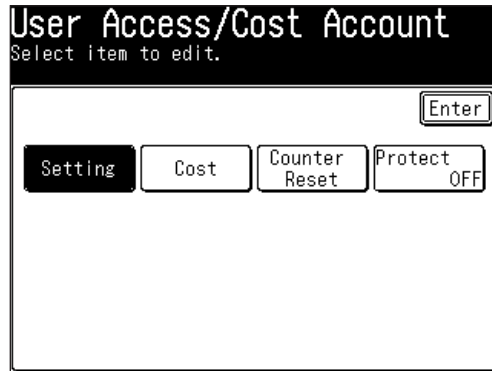 User Access/Cost Account
Select item to edit.
Enter
Setting
Cost
Counter
Reset
Protect
OFF